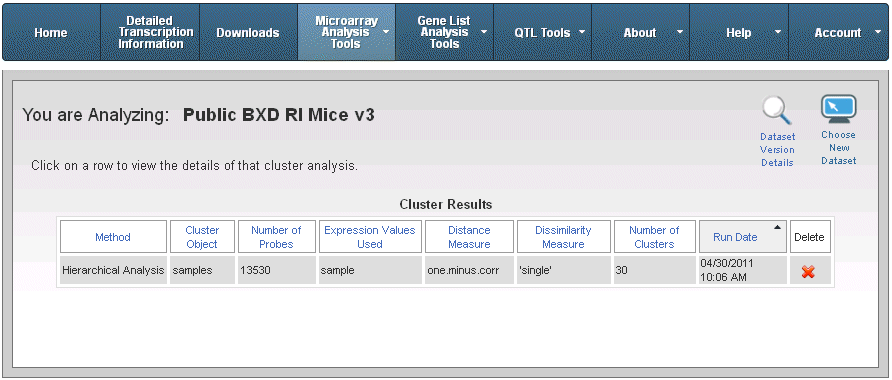 Home
Detailed
Transcription
Information
Downloads
Microarray
Analysis
Tools
Gene List
Analysis
Tools
QTL Tools
About
Help
Account
You are Analyzing: Public BXD RI Mice v3
Dataset
Version
Details
Choose
New
Dataset
Click on a row to view the details of that cluster analysis.
Cluster Results
Method
Cluster
Object
Number of
Probes
Expression Values
Used
Distance
Measure
Dissimilarity
Measure
Number of
Clusters
Run Date
Delete
Hierarchical Analysis
samples
13530
sample
one.minus.corr
'single'
30
04/30/2011
10:06 AM